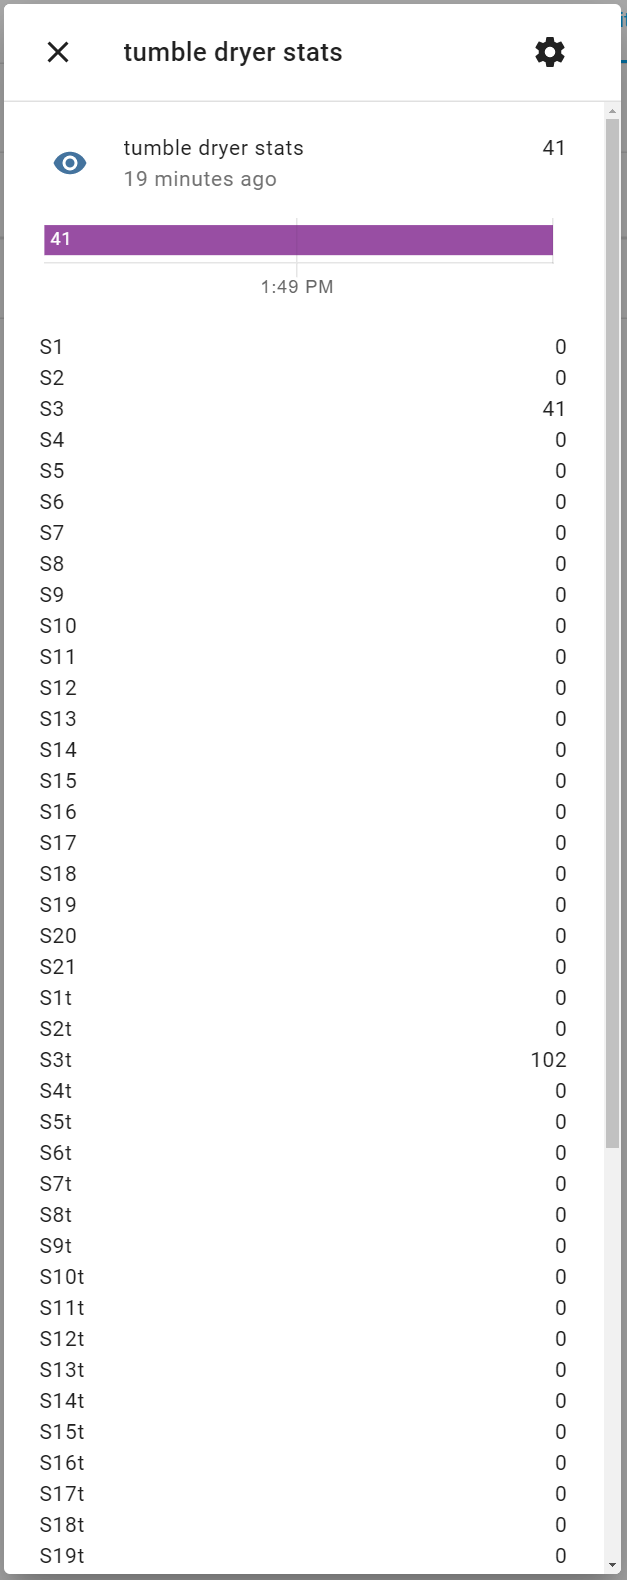 tumble dryer stats
tumble dryer stats 41
19 minutes ago
41
1:49 PM
S1 0
S2 0
S3 41
S4 0
S5 0
S6 0
S7 0
S8 0
S9 0
S10 0
S11 0
S12 0
S13 0
S14 0
S15 0
S16 0
S17 0
S18 0
S19 0
S20 0
S21 0
S1t 0
S2t 0
S3t 102
S4t 0
S5t 0
S6t 0
S7t 0
S8t 0
S9t 0
S10t 0
S11t 0
S12t 0
S13t 0
S14t 0
S15t 0
S16t 0
S17t 0
S18t 0
S19t 0